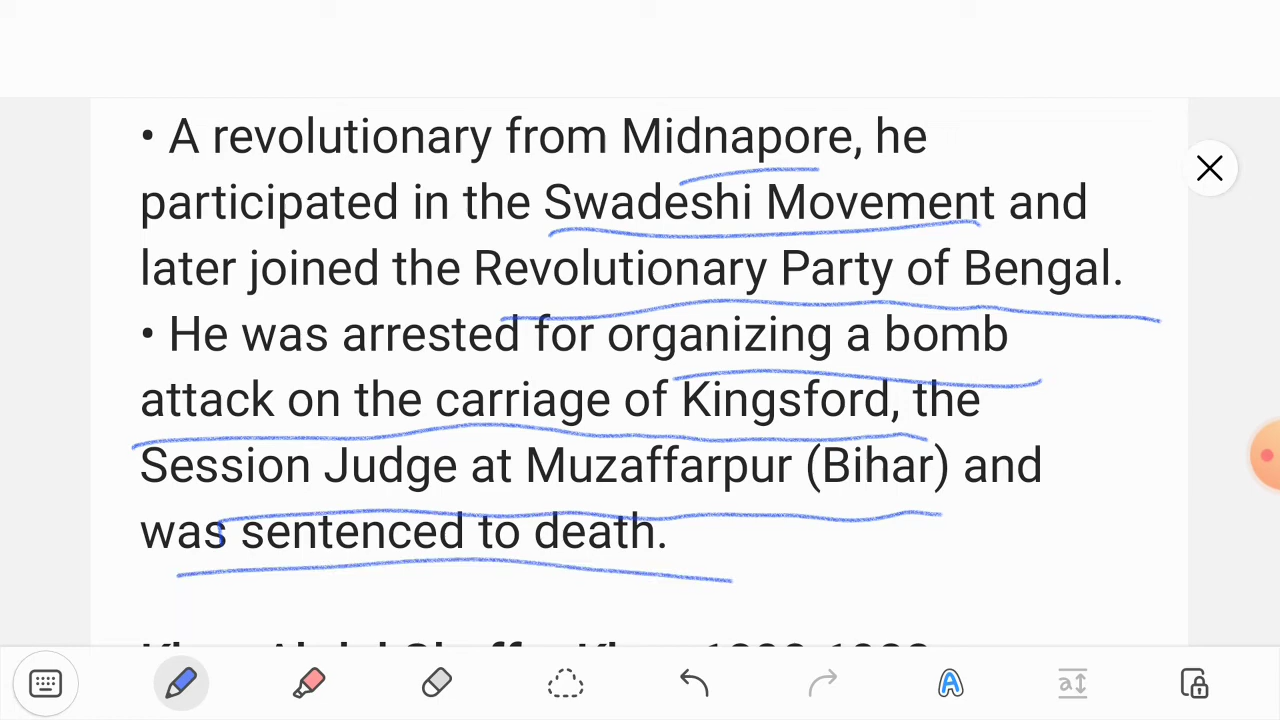 • A revolutionary from Midnapore, he
participated in the Swadeshi Movement and
later joined the Revolutionary Party of Bengal.
• He was arrested for organizing a bomb
attack on the carriage of Kingsford, the
Session Judge at Muzaffarpur (Bihar) and
was sentenced to death.